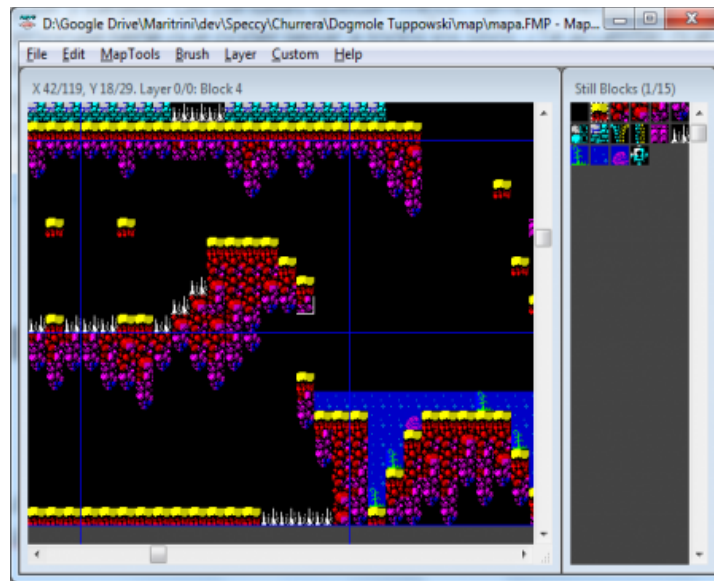 D:\Google Drive\Maritrini\dev\Speccy\Churrera\Dogmole Tuppowski\map\mapa.FMP - Map...
File Edit MapTools Brush Layer Custom Help
X 42/119, Y 18/29. Layer 0/0: Block 4
Still Blocks (1/15)